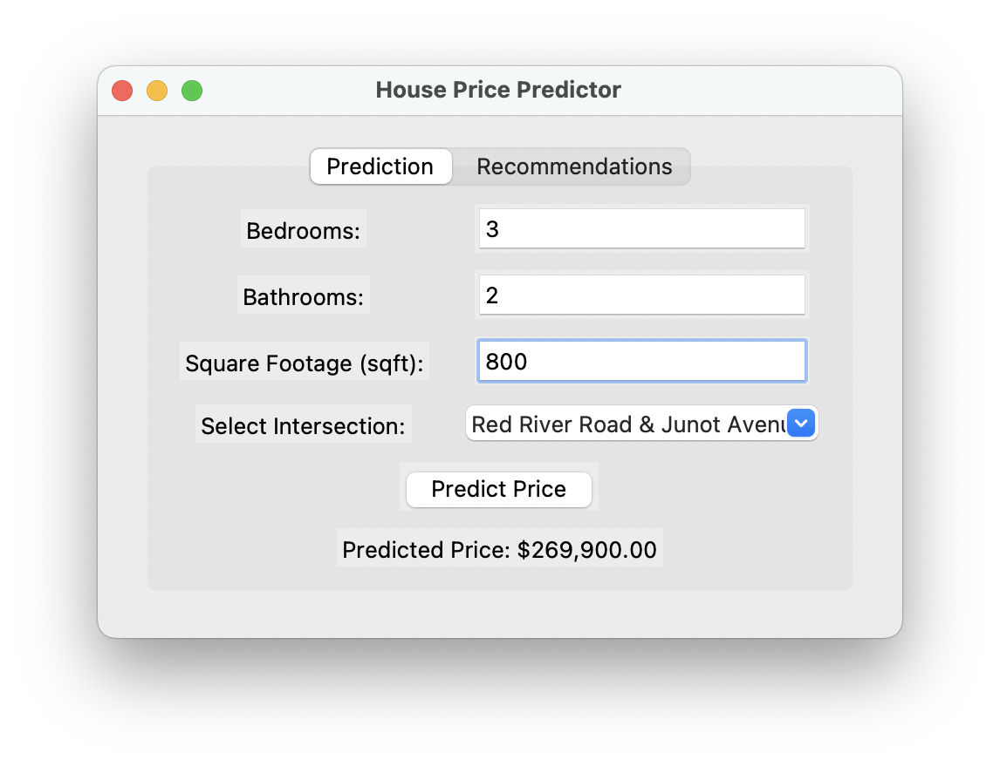 House Price Predictor
Prediction Recommendations
Bedrooms: 3
Bathrooms: 2
Square Footage (sqft): 800
Select Intersection: Red River Road & Junot Avenu
Predict Price
Predicted Price: $269,900.00